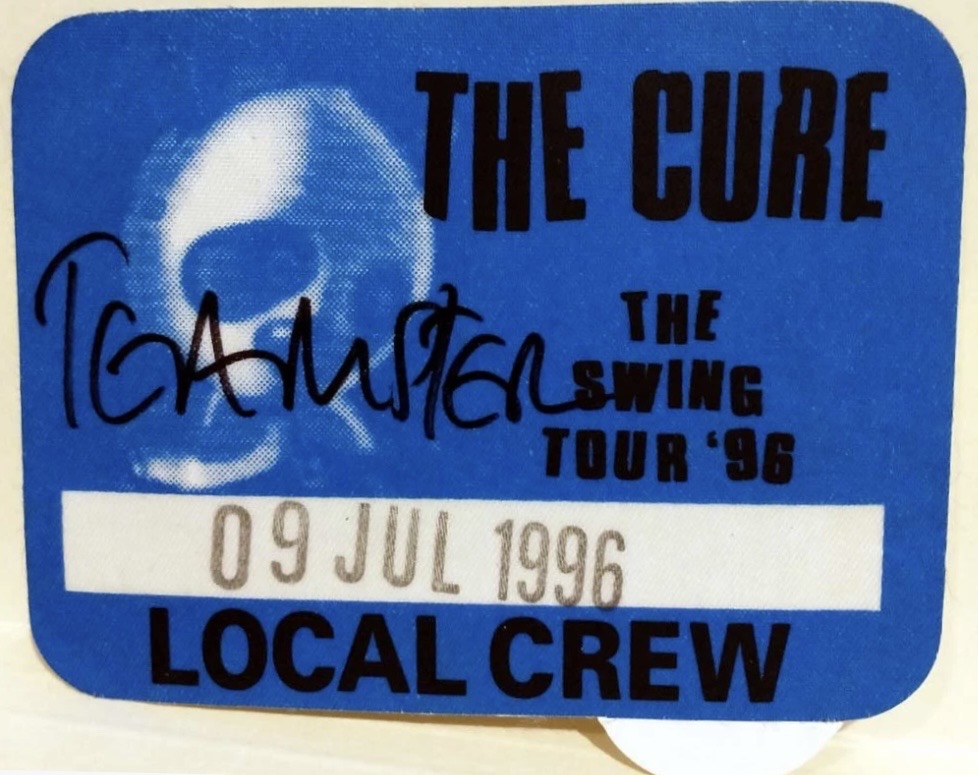 THE CURE
TEAMSTER
THE
SWING
TOUR '96
09 JUL 1996
LOCAL CREW